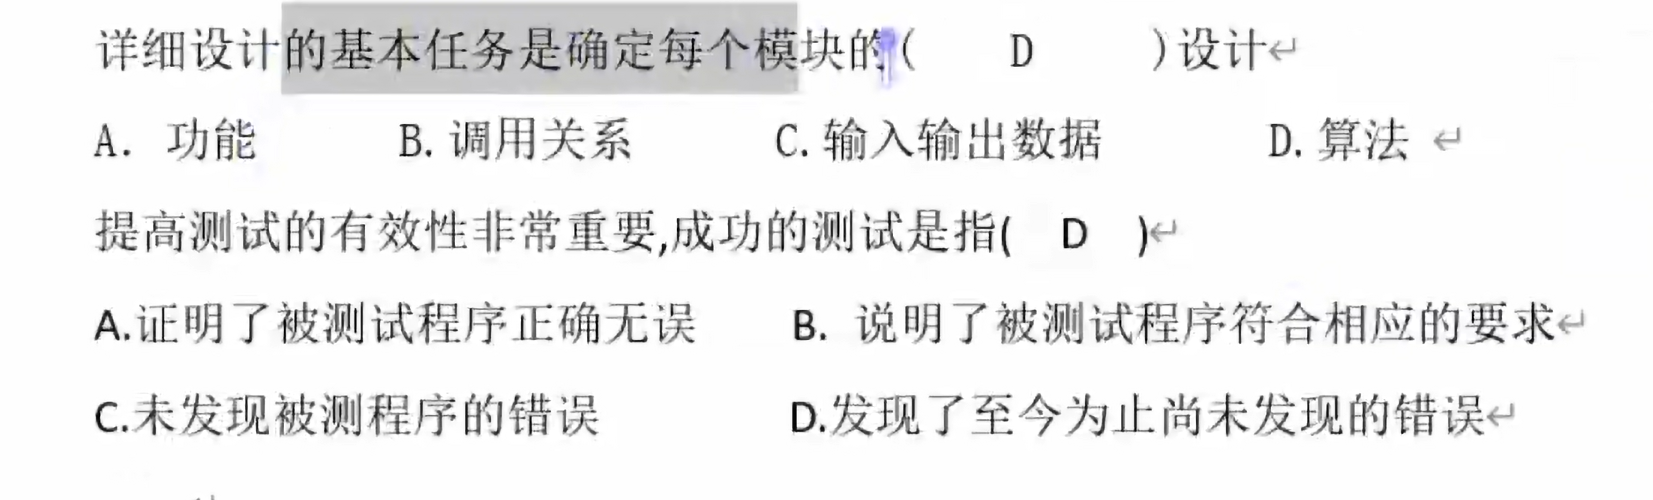 详细设计的基本任务是确定每个模块的( D )设计↵
A. 功能 B.调用关系 C.输入输出数据 D.算法 ↵
提高测试的有效性非常重要,成功的测试是指( D )↵
A.证明了被测试程序正确无误 B. 说明了被测试程序符合相应的要求↵
C.未发现被测程序的错误 D.发现了至今为止尚未发现的错误↵